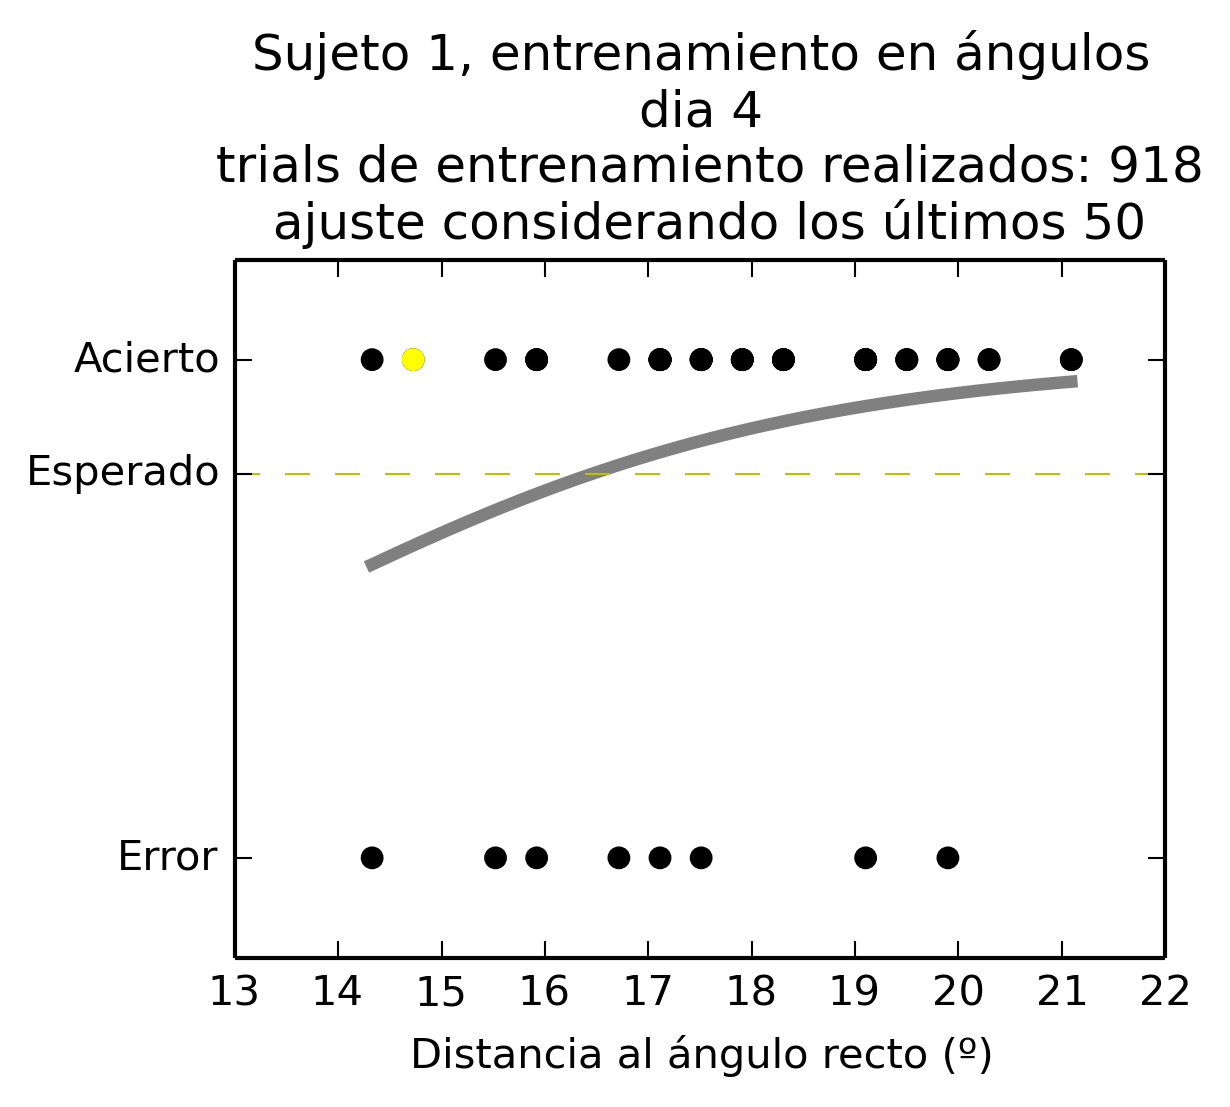 Sujeto 1, entrenamiento en ángulos
dia 4
trials de entrenamiento realizados: 918
ajuste considerando los últimos 50
Acierto
Esperado
Error
13 14 15 16 17 18 19 20 21 22
Distancia al ángulo recto (º)